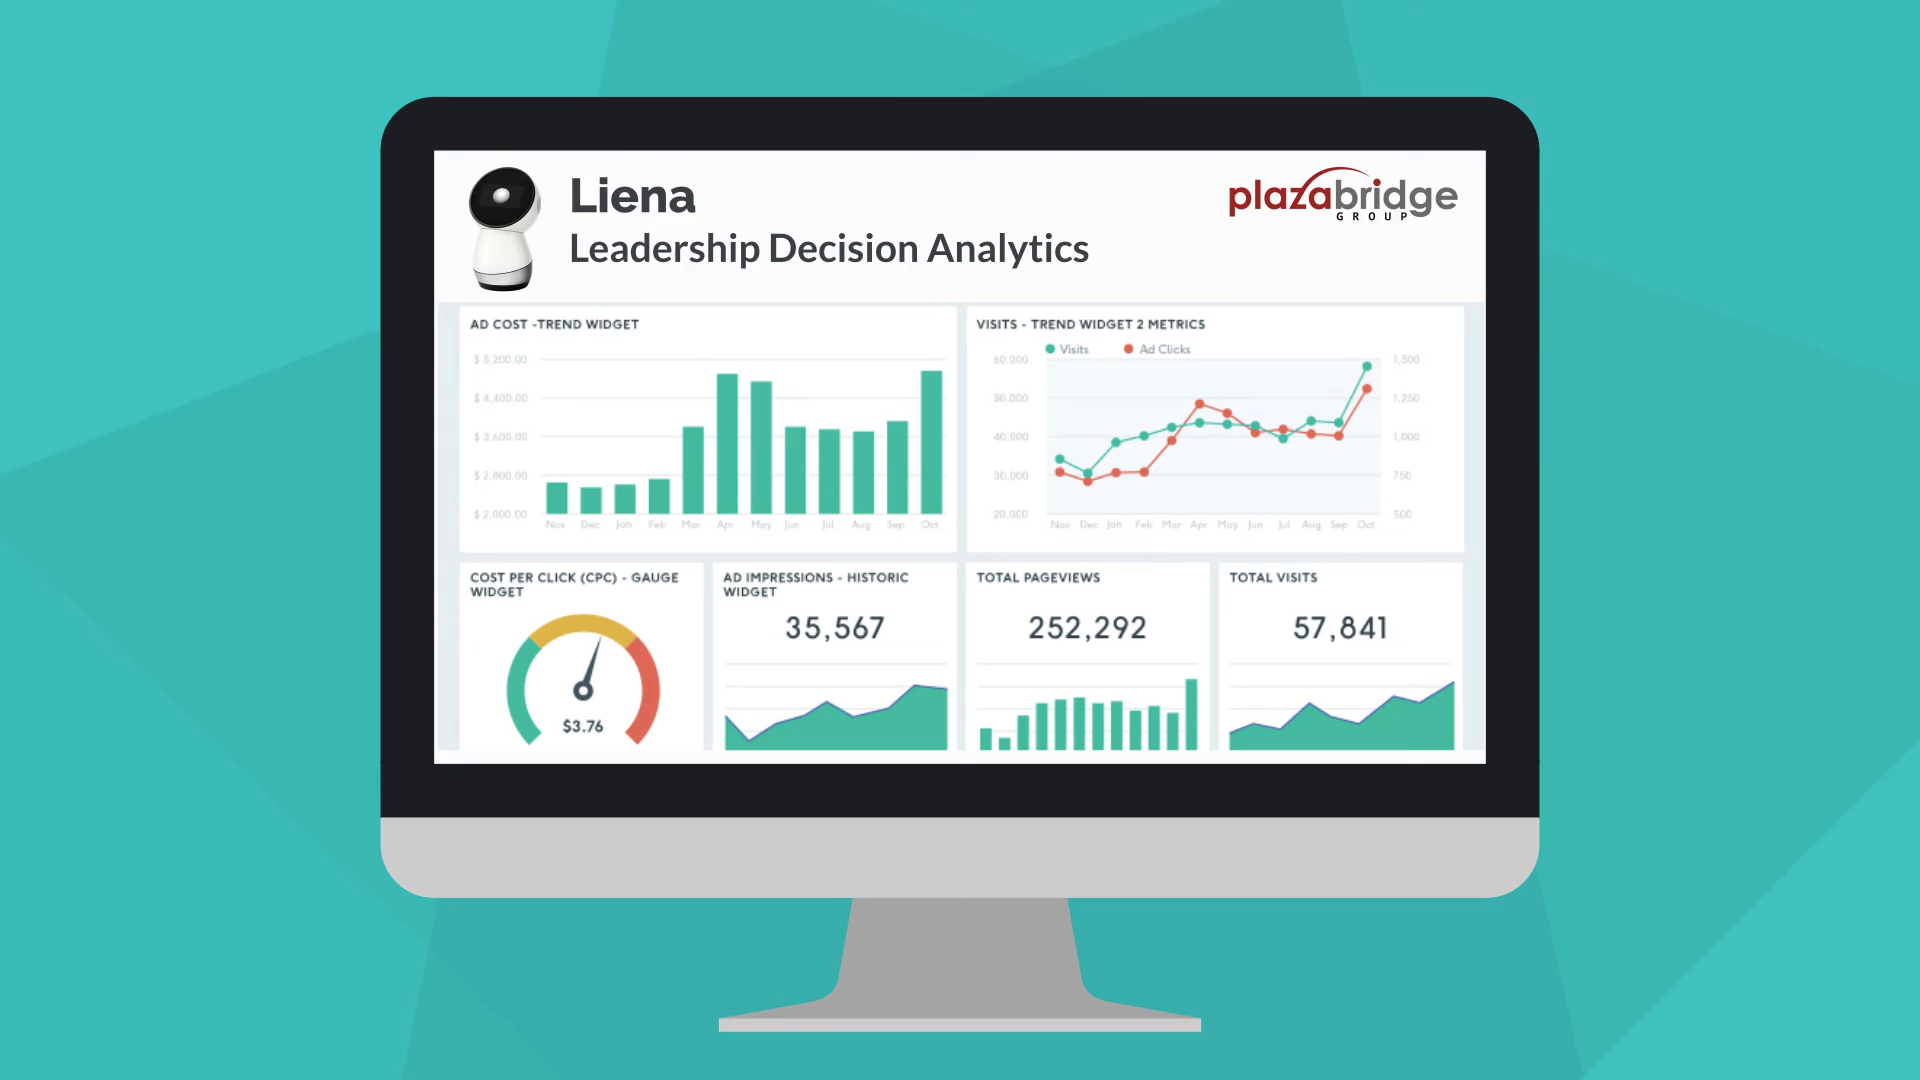 Liena
Leadership Decision Analytics
plazabridge
GROUP
AD COST -TREND WIDGET
$ 5,200.00
$ 4,400.00
$ 3,600.00
$ 2,800.00
$ 2,000.00
Nov Dec Jan Feb Mar Apr May Jun Jul Aug Sep Oct
VISITS - TREND WIDGET 2 METRICS
Visits Ad Clicks
60,000 1,500
50,000 1,250
40,000 1,000
30,000 750
20,000 500
Nov Dec Jan Feb Mar Apr May Jun Jul Aug Sep Oct
COST PER CLICK (CPC) - GAUGE
WIDGET
$3.76
AD IMPRESSIONS - HISTORIC
WIDGET
35,567
TOTAL PAGEVIEWS
252,292
TOTAL VISITS
57,841